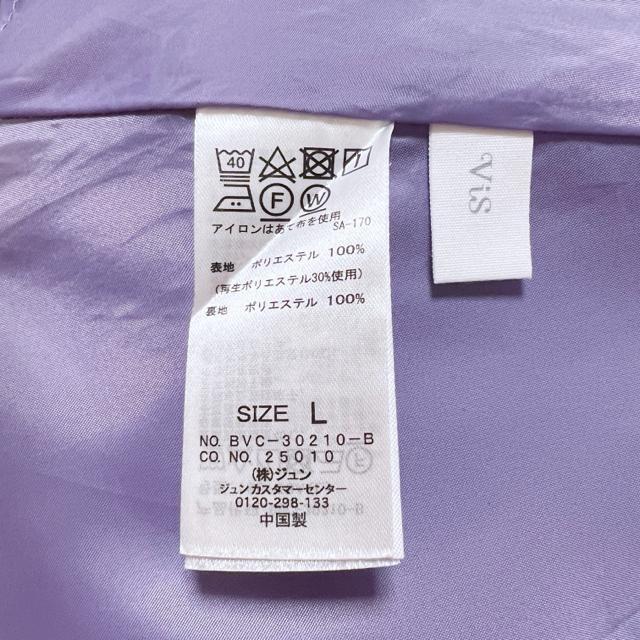 40
F W
アイロンはあて布を使用
SA-170
表地 ポリエステル 100%
(再生ポリエステル30%使用)
裏地 ポリエステル 100%
SIZE L
NO. BVC-30210-B
CO. NO. 25010
(株)ジュン
ジュンカスタマーセンター
0120-298-133
中国製
ViS